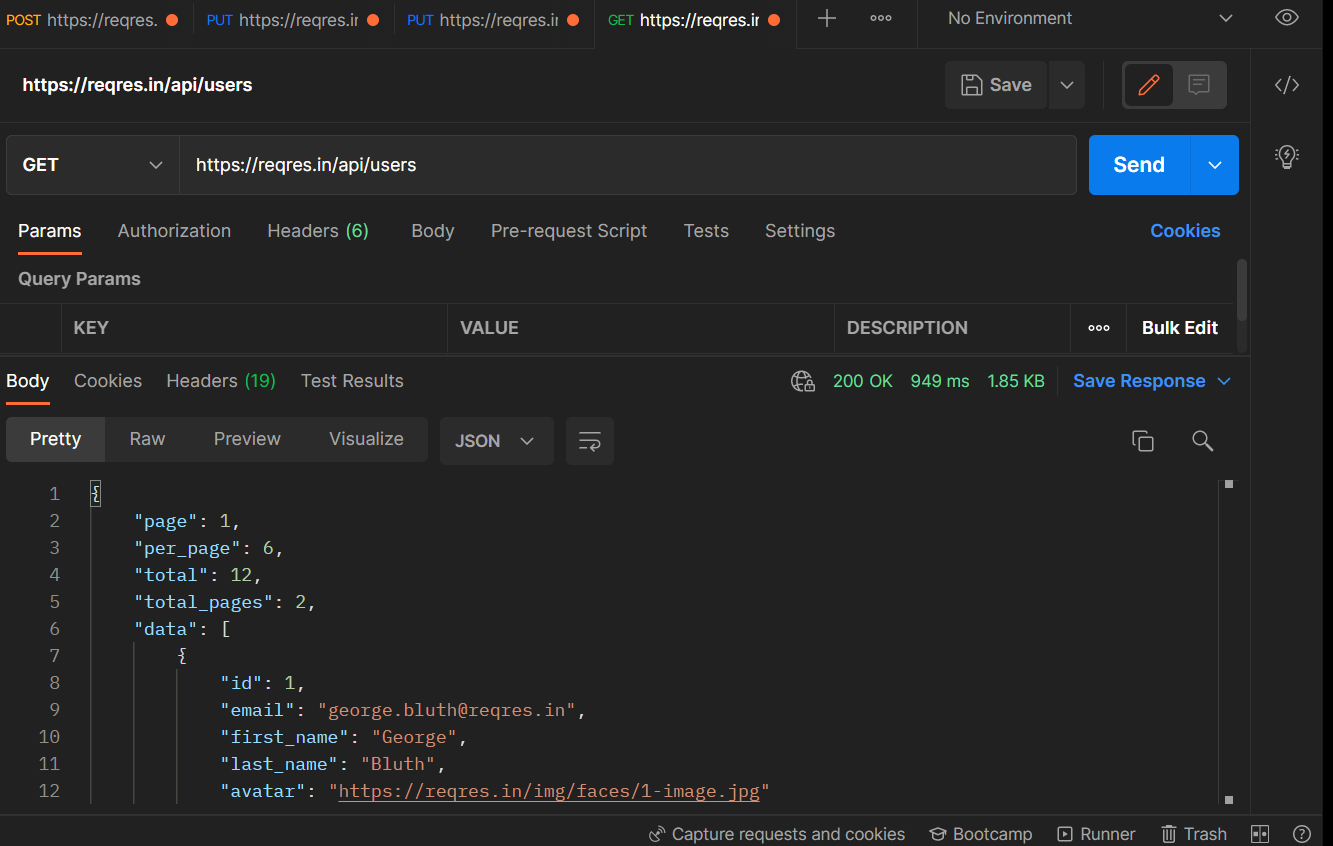 POST https://reqres. PUT https://reqres.ir PUT https://reqres.ir GET https://reqres.ir No Environment
https://reqres.in/api/users Save
GET https://reqres.in/api/users Send
Params Authorization Headers (6) Body Pre-request Script Tests Settings Cookies
Query Params
KEY VALUE DESCRIPTION Bulk Edit
Body Cookies Headers (19) Test Results 200 OK 949 ms 1.85 KB Save Response
Pretty Raw Preview Visualize JSON
1 {
2 "page": 1,
3 "per_page": 6,
4 "total": 12,
5 "total_pages": 2,
6 "data": [
7 {
8 "id": 1,
9 "email": "george.bluth@reqres.in",
10 "first_name": "George",
11 "last_name": "Bluth",
12 "avatar": "https://reqres.in/img/faces/1-image.jpg"
Capture requests and cookies Bootcamp Runner Trash